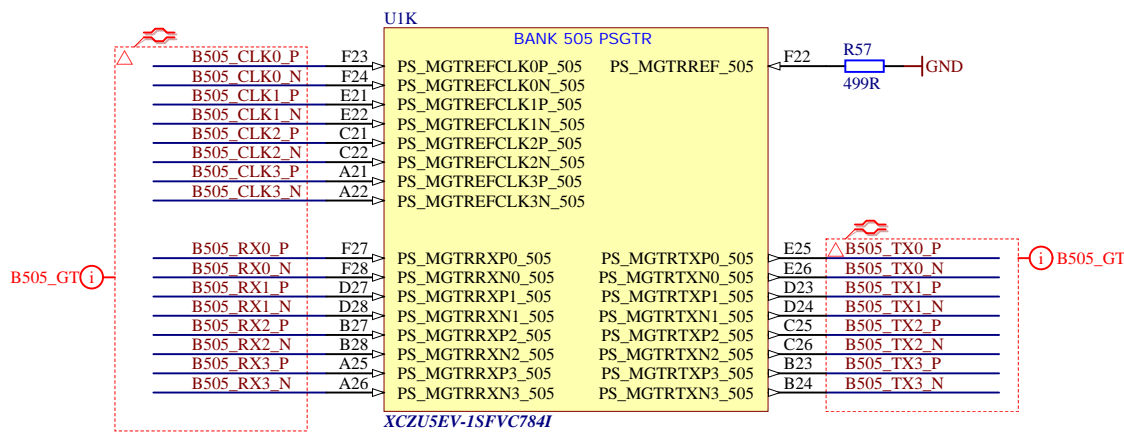 U1K
BANK 505 PSGTR
B505_CLK0_P F23 PS_MGTREFCLK0P_505 PS_MGTRREF_505 F22 R57 499R GND
B505_CLK0_N F24 PS_MGTREFCLK0N_505
B505_CLK1_P E21 PS_MGTREFCLK1P_505
B505_CLK1_N E22 PS_MGTREFCLK1N_505
B505_CLK2_P C21 PS_MGTREFCLK2P_505
B505_CLK2_N C22 PS_MGTREFCLK2N_505
B505_CLK3_P A21 PS_MGTREFCLK3P_505
B505_CLK3_N A22 PS_MGTREFCLK3N_505
B505_RX0_P F27 PS_MGTRRXP0_505 PS_MGTRTXP0_505 E25 B505_TX0_P
B505_GT i B505_RX0_N F28 PS_MGTRRXN0_505 PS_MGTRTXN0_505 E26 B505_TX0_N i B505_GT
B505_RX1_P D27 PS_MGTRRXP1_505 PS_MGTRTXP1_505 D23 B505_TX1_P
B505_RX1_N D28 PS_MGTRRXN1_505 PS_MGTRTXN1_505 D24 B505_TX1_N
B505_RX2_P B27 PS_MGTRRXP2_505 PS_MGTRTXP2_505 C25 B505_TX2_P
B505_RX2_N B28 PS_MGTRRXN2_505 PS_MGTRTXN2_505 C26 B505_TX2_N
B505_RX3_P A25 PS_MGTRRXP3_505 PS_MGTRTXP3_505 B23 B505_TX3_P
B505_RX3_N A26 PS_MGTRRXN3_505 PS_MGTRTXN3_505 B24 B505_TX3_N
XCZU5EV-1SFVC784I